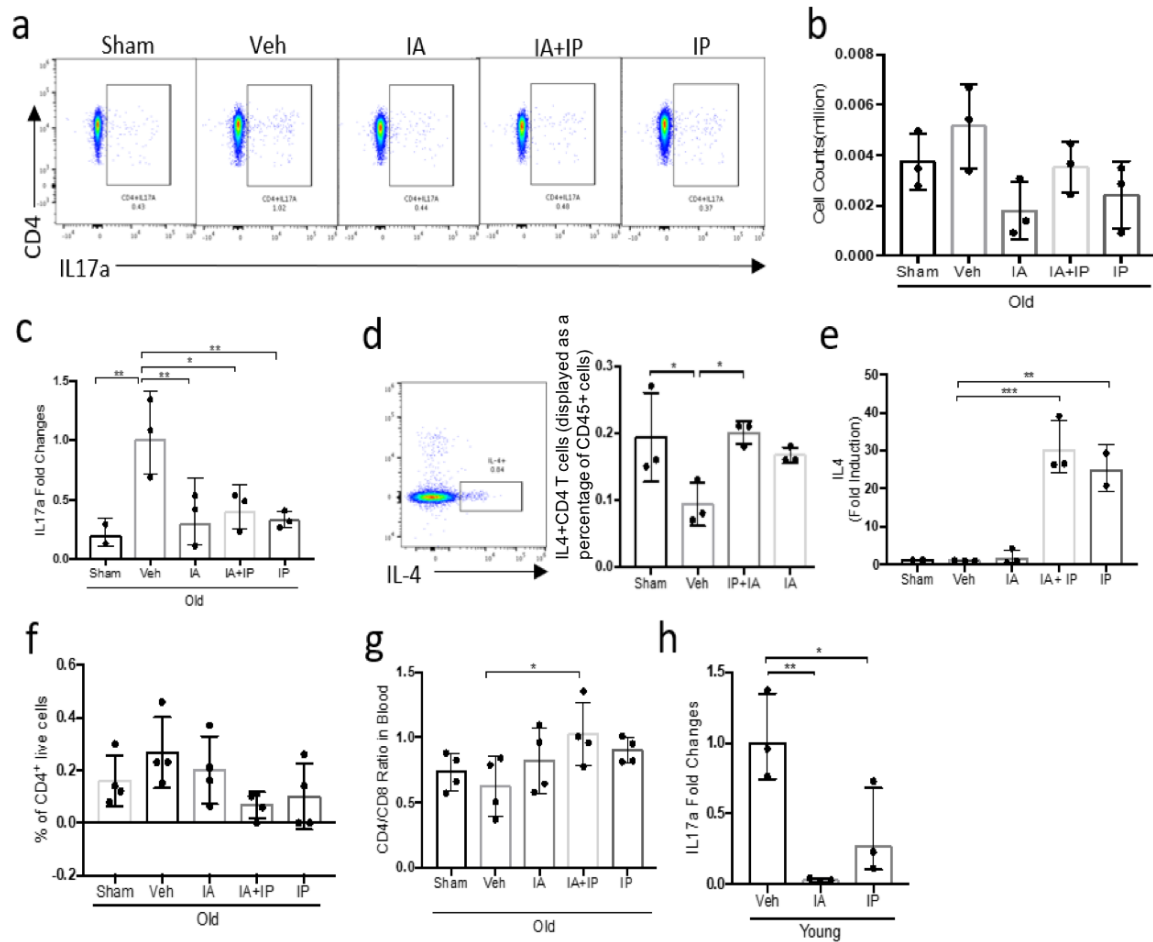 a
Sham Veh IA IA+IP IP
CD4+IL17A 0.43
CD4+IL17A 1.02
CD4+IL17A 0.44
CD4+IL17A 0.48
CD4+IL17A 0.37
CD4
IL17a
b
Cell Counts(million)
0.008
0.006
0.004
0.002
0.000
Sham Veh IA IA+IP IP
Old
c
IL17a Fold Changes
** * ** **
1.5
1.0
0.5
0.0
Sham Veh IA IA+IP IP
Old
d
IL-4+
0.84
IL-4
IL4+CD4 T cells (displayed as a
percentage of CD45+ cells)
* *
0.3
0.2
0.1
0.0
Sham Veh IP+IA IA
e
IL4
(Fold Induction)
**
***
50
40
30
20
10
0
Sham Veh IA IA+ IP IP
f
% of CD4+ live cells
0.6
0.4
0.2
0.0
-0.2
Sham Veh IA IA+IP IP
Old
g
CD4/CD8 Ratio in Blood
*
1.5
1.0
0.5
0.0
Sham Veh IA IA+IP IP
Old
h
IL17a Fold Changes
*
**
1.5
1.0
0.5
0.0
Veh IA IP
Young